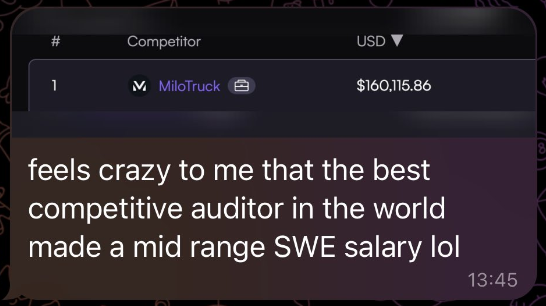 # Competitor USD ▼
1 MiloTruck $160,115.86
feels crazy to me that the best
competitive auditor in the world
made a mid range SWE salary lol
13:45